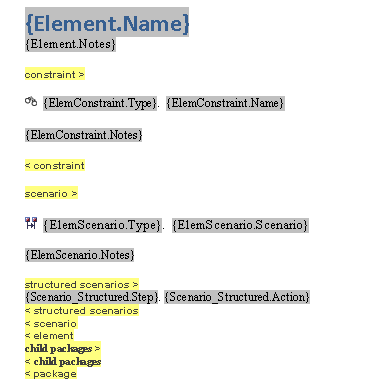 {Element.Name}
{Element.Notes}
constraint >
{ElemConstraint.Type}. {ElemConstraint.Name}
{ElemConstraint.Notes}
< constraint
scenario >
{ElemScenario.Type}. {ElemScenario.Scenario}
{ElemScenario.Notes}
structured scenarios >
{Scenario_Structured.Step}. {Scenario_Structured.Action}
< structured scenarios
< scenario
< element
child packages >
< child packages
< package